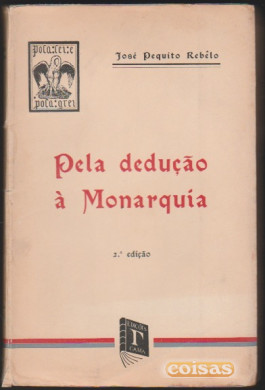 pola:lei:e
pola:grei
José Pequito Rebêlo
Pela dedução
à Monarquia
2.ª edição
EDIÇÕES
GAMA
coisas